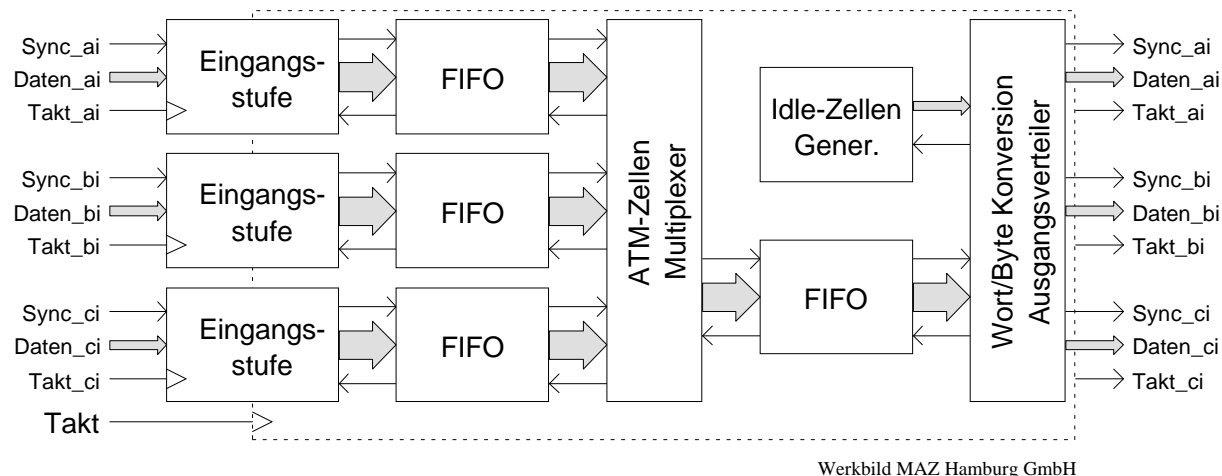 Sync_ai
Daten_ai
Takt_ai
Eingangs-
stufe
FIFO
Sync_bi
Daten_bi
Takt_bi
Eingangs-
stufe
FIFO
Sync_ci
Daten_ci
Takt_ci
Eingangs-
stufe
FIFO
Takt
ATM-Zellen
Multiplexer
Idle-Zellen
Gener.
FIFO
Wort/Byte Konversion
Ausgangsverteiler
Sync_ai
Daten_ai
Takt_ai
Sync_bi
Daten_bi
Takt_bi
Sync_ci
Daten_ci
Takt_ci
Werkbild MAZ Hamburg GmbH